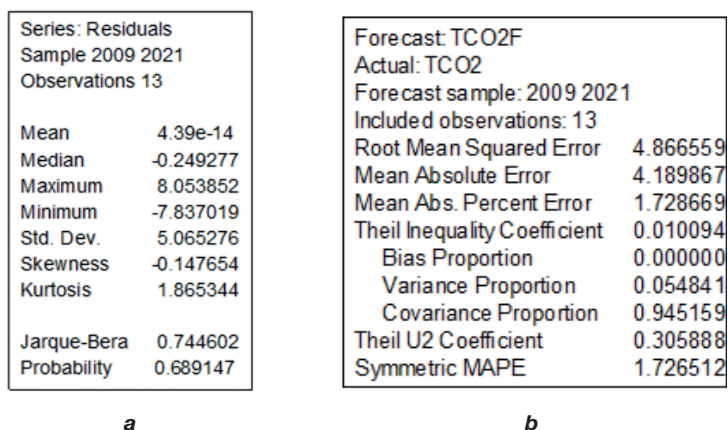 Series: Residuals
Sample 2009 2021
Observations 13
Mean 4.39e-14
Median -0.249277
Maximum 8.053852
Minimum -7.837019
Std. Dev. 5.065276
Skewness -0.147654
Kurtosis 1.865344
Jarque-Bera 0.744602
Probability 0.689147
a
Forecast: TCO2F
Actual: TCO2
Forecast sample: 2009 2021
Included observations: 13
Root Mean Squared Error 4.866559
Mean Absolute Error 4.189867
Mean Abs. Percent Error 1.728669
Theil Inequality Coefficient 0.010094
Bias Proportion 0.000000
Variance Proportion 0.054841
Covariance Proportion 0.945159
Theil U2 Coefficient 0.305888
Symmetric MAPE 1.726512
b